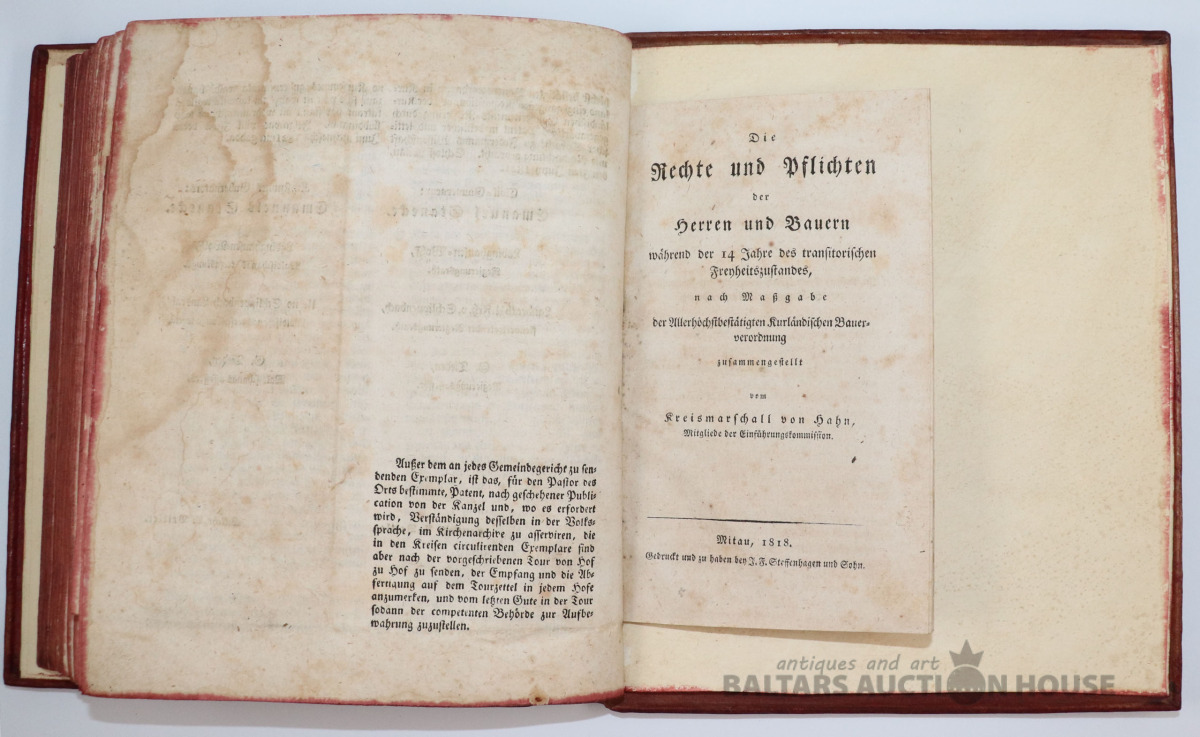 Außer dem an jedes Gemeindegericht zu sen-
denden Exemplar, ist das, für den Pastor des
Orts bestimmte, Patent, nach geschehener Publi-
cation von der Kanzel und, wo es erfordert
wird, Verständigung desselben in der Volks-
sprache, im Kirchenarchive zu asserviren, die
in den Kreisen circulirenden Exemplare sind
aber nach der vorgeschriebenen Tour von Hof
zu Hof zu senden, der Empfang und die Ab-
fertigung auf dem Tourzettel in jedem Hofe
anzumerken, und vom letzten Gute in der Tour
sodann der competenten Behörde zur Aufbe-
wahrung zuzustellen.
Die
Rechte und Pflichten
der
Herren und Bauern
während der 14 Jahre des transitorischen
Freyheitszustandes,
nach Maßgabe
der Allerhöchstbestätigten Kurländischen Bauer-
verordnung
zusammengestellt
vom
Kreismarschall von Hahn,
Mitgliede der Einführungskommission.
Mitau, 1818.
Gedruckt und zu haben bey J. F. Steffenhagen und Sohn.
antiques and art
BALTARS AUCTION HOUSE